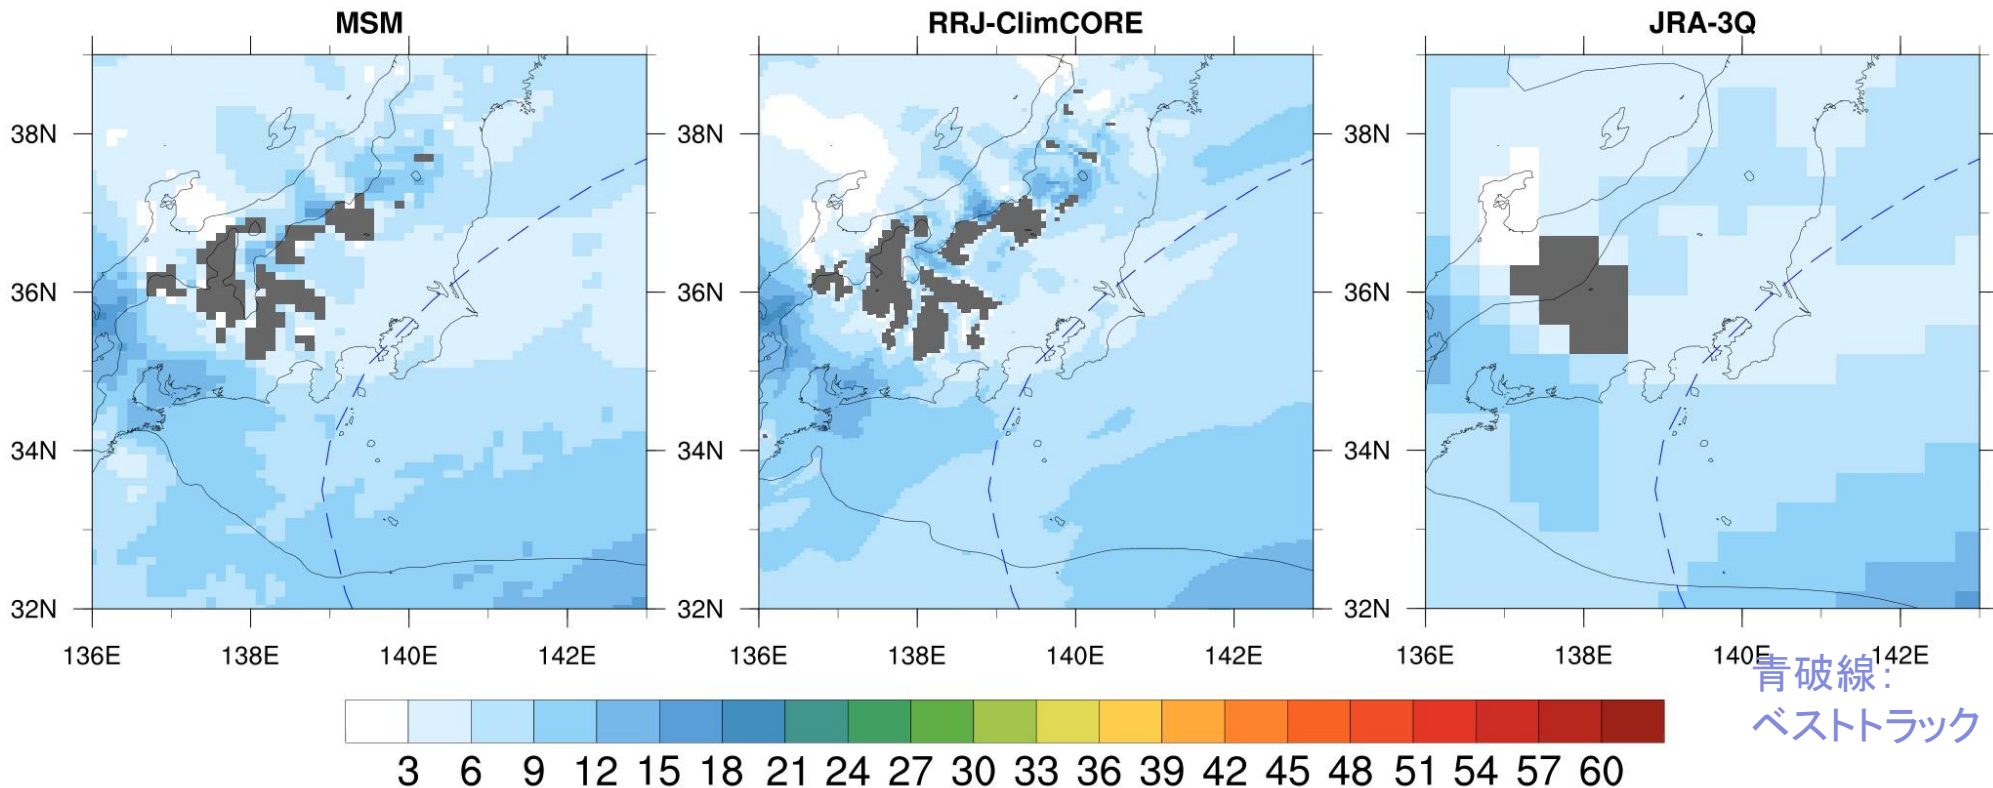 MSM RRJ-ClimCORE JRA-3Q
38N 38N 38N
36N 36N 36N
34N 34N 34N
32N 32N 32N
136E 138E 140E 142E 136E 138E 140E 142E 136E 138E 140E 142E
青破線:
ベストトラック
3 6 9 12 15 18 21 24 27 30 33 36 39 42 45 48 51 54 57 60